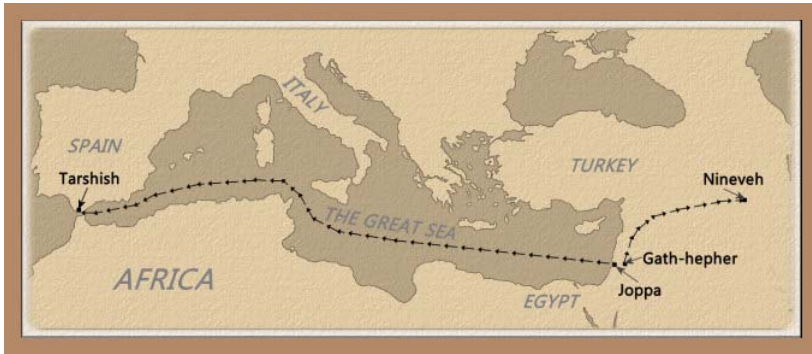 ITALY
SPAIN
Tarshish
TURKEY
Nineveh
THE GREAT SEA
Gath-hepher
AFRICA
Joppa
EGYPT